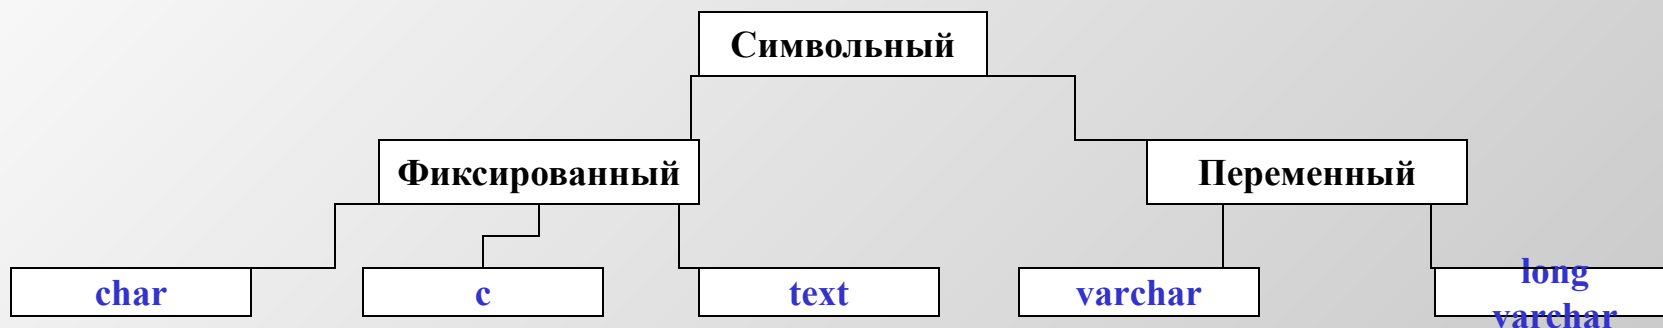 Символьный
Фиксированный
Переменный
char
c
text
varchar
long
varchar